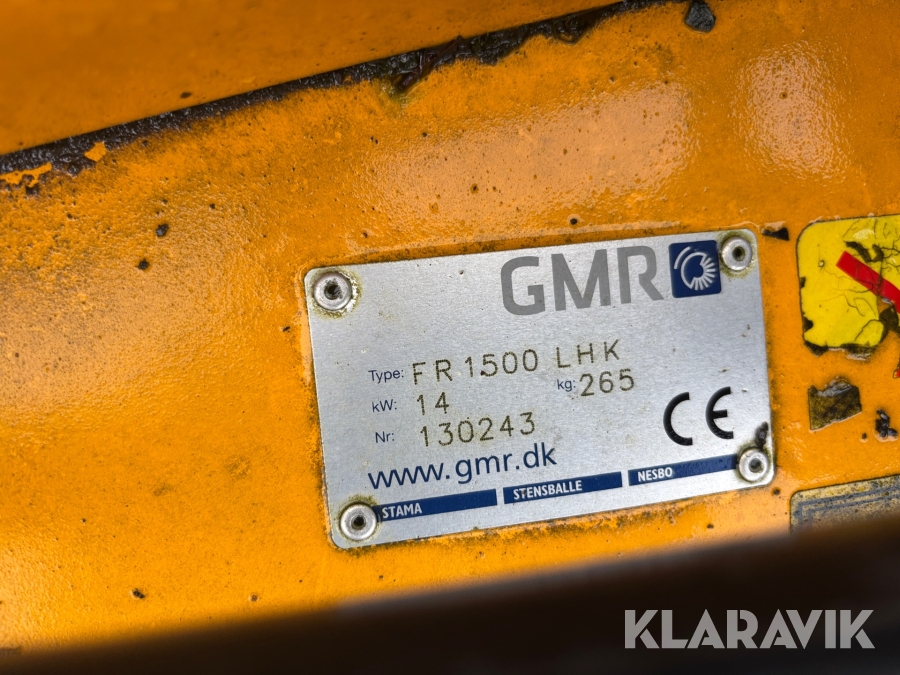 GMR
Type: FR 1500 LHK
kW: 14 kg: 265
Nr: 130243
CE
www.gmr.dk
STAMA STENSBALLE NESBO
KLARAVIK